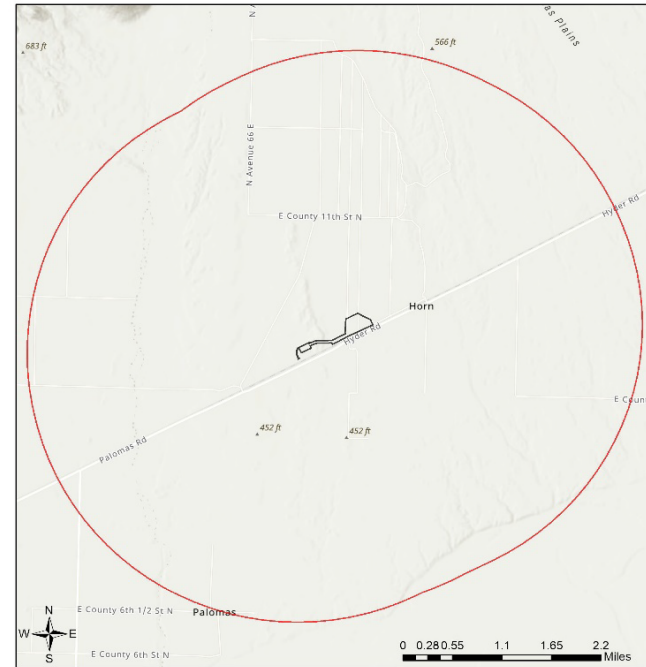 as Plains
683 ft
566 ft
N A
N Avenue 66 E
E County 11th St N
Hyder Rd
Horn
Hyder Rd
E Coun
452 ft
452 ft
Palomas Rd
E County 6th 1/2 St N
Palomas
E County 6th St N
N
W
E
S
0 0.28 0.55 1.1 1.65 2.2
Miles